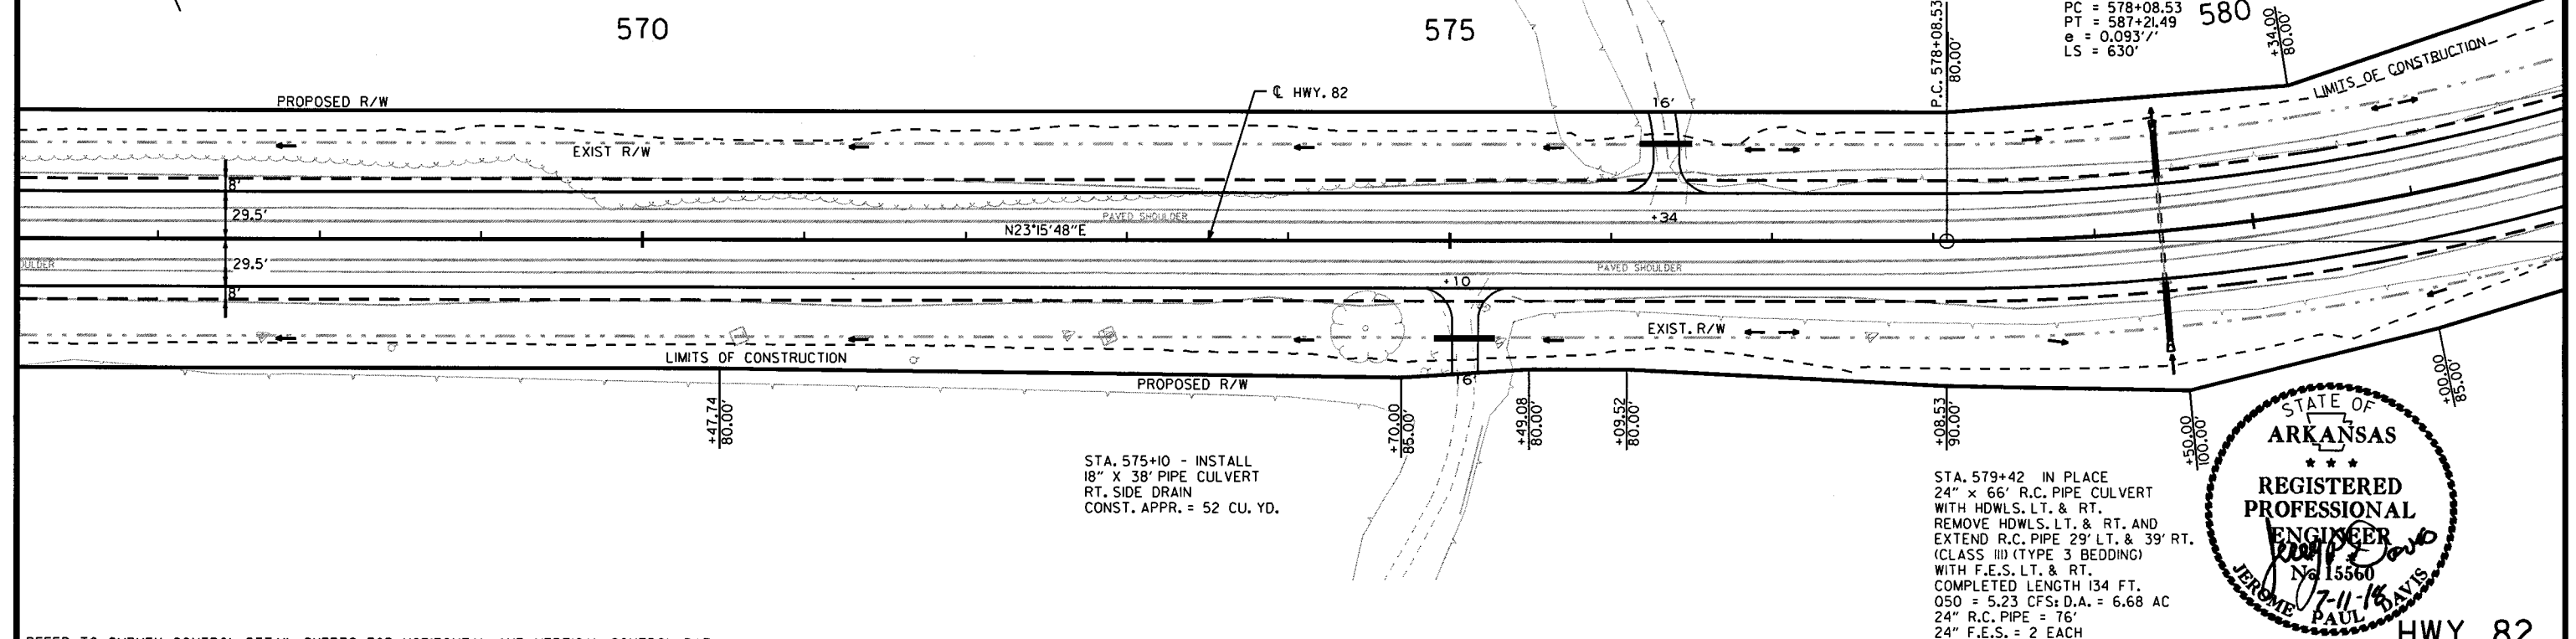 570
575
P.C. 578+08.53
80.00'
PC = 578+08.53
PT = 587+21.49
e = 0.093'/'
LS = 630'
580
+34.00
80.00'
LIMITS OF CONSTRUCTION
PROPOSED R/W
℄ HWY. 82
16'
EXIST R/W
8'
29.5'
PAVED SHOULDER
+34
N23°15'48"E
29.5'
PAVED SHOULDER
8'
+10
EXIST. R/W
LIMITS OF CONSTRUCTION
PROPOSED R/W
+47.74
80.00'
+70.00
85.00'
+49.08
80.00'
+09.52
80.00'
+08.53
90.00'
+50.00
100.00'
+00.00
85.00'
STA. 575+10 - INSTALL
18" X 38' PIPE CULVERT
RT. SIDE DRAIN
CONST. APPR. = 52 CU. YD.
STA. 579+42 IN PLACE
24" x 66' R.C. PIPE CULVERT
WITH HDWLS. LT. & RT.
REMOVE HDWLS. LT. & RT. AND
EXTEND R.C. PIPE 29' LT. & 39' RT.
(CLASS III) (TYPE 3 BEDDING)
WITH F.E.S. LT. & RT.
COMPLETED LENGTH 134 FT.
Q50 = 5.23 CFS: D.A. = 6.68 AC
24" R.C. PIPE = 76'
24" F.E.S. = 2 EACH
STATE OF
ARKANSAS
★ ★ ★
REGISTERED
PROFESSIONAL
ENGINEER
No 15560
7-11-18
JEROME PAUL DAVIS
HWY. 82